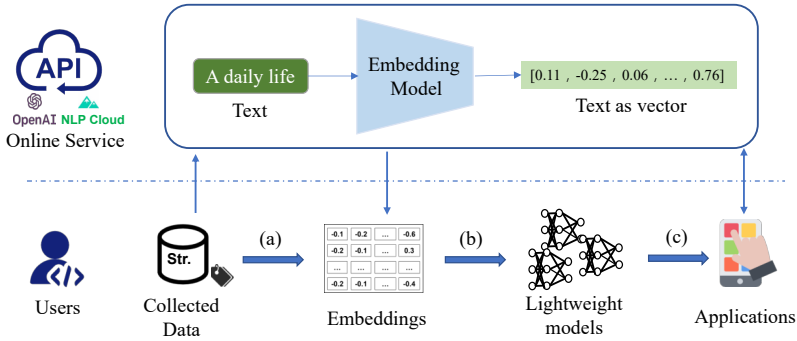 API
OpenAI NLP Cloud
Online Service
A daily life
Text
Embedding
Model
[0.11 , -0.25 , 0.06 , … , 0.76]
Text as vector
Users
Str.
Collected
Data
(a)
-0.1 -0.2 ... -0.6
-0.2 -0.1 ... 0.3
... ... ... ...
-0.2 -0.1 ... -0.4
Embeddings
(b)
Lightweight
models
(c)
Applications